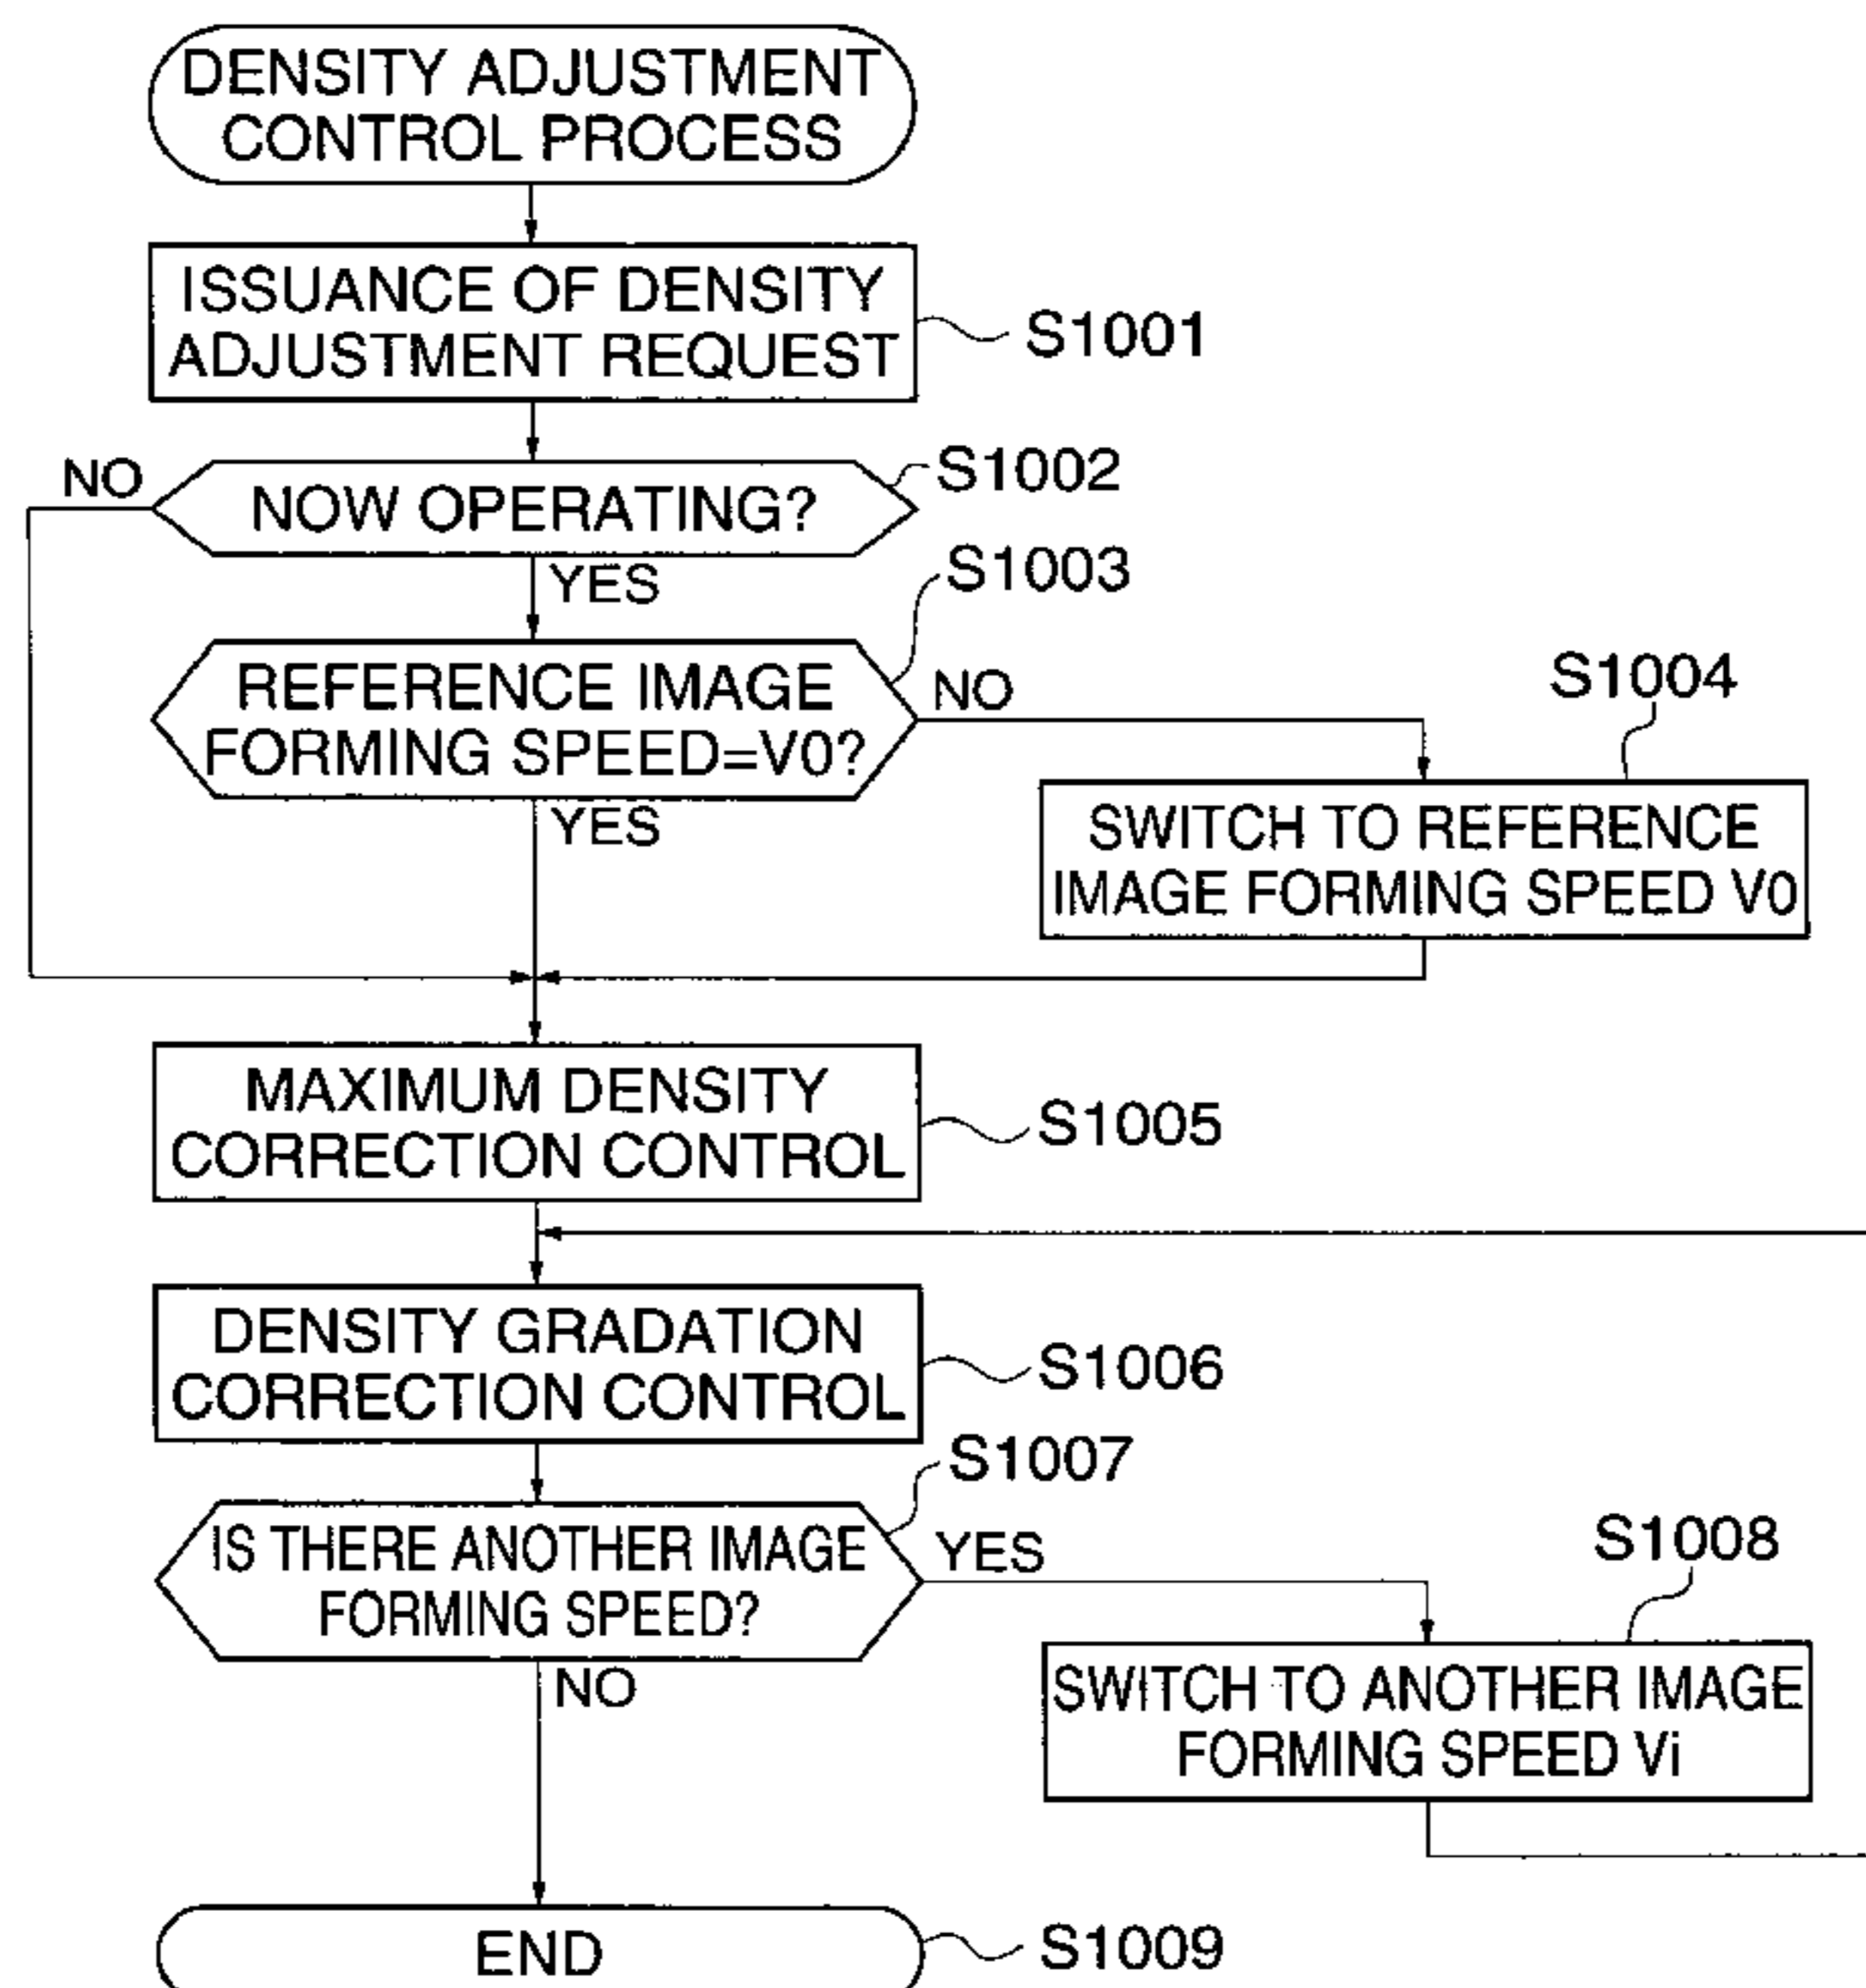 DENSITY ADJUSTMENT
CONTROL PROCESS
ISSUANCE OF DENSITY
ADJUSTMENT REQUEST
S1001
NO
NOW OPERATING?
S1002
YES
S1003
REFERENCE IMAGE
FORMING SPEED=V0?
NO
YES
S1004
SWITCH TO REFERENCE
IMAGE FORMING SPEED V0
MAXIMUM DENSITY
CORRECTION CONTROL
S1005
DENSITY GRADATION
CORRECTION CONTROL
S1006
S1007
IS THERE ANOTHER IMAGE
FORMING SPEED?
YES
NO
S1008
SWITCH TO ANOTHER IMAGE
FORMING SPEED Vi
END
S1009